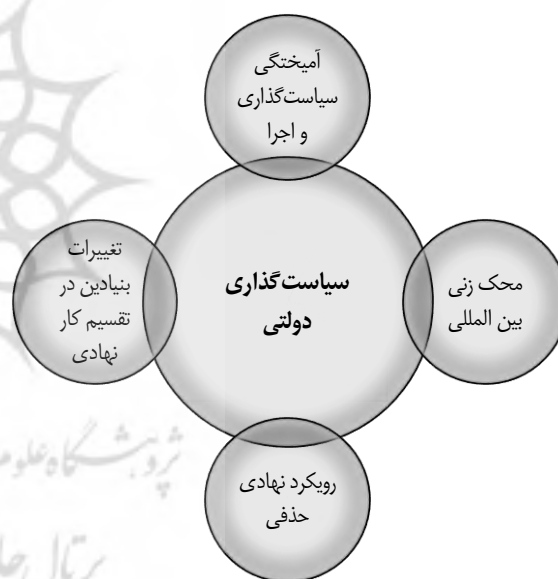 آمیختگی
سیاست‌گذاری
و اجرا
محک زنی
بین المللی
سیاست‌گذاری
دولتی
تغییرات
بنیادین در
تقسیم کار
نهادی
رویکرد نهادی
حذفی